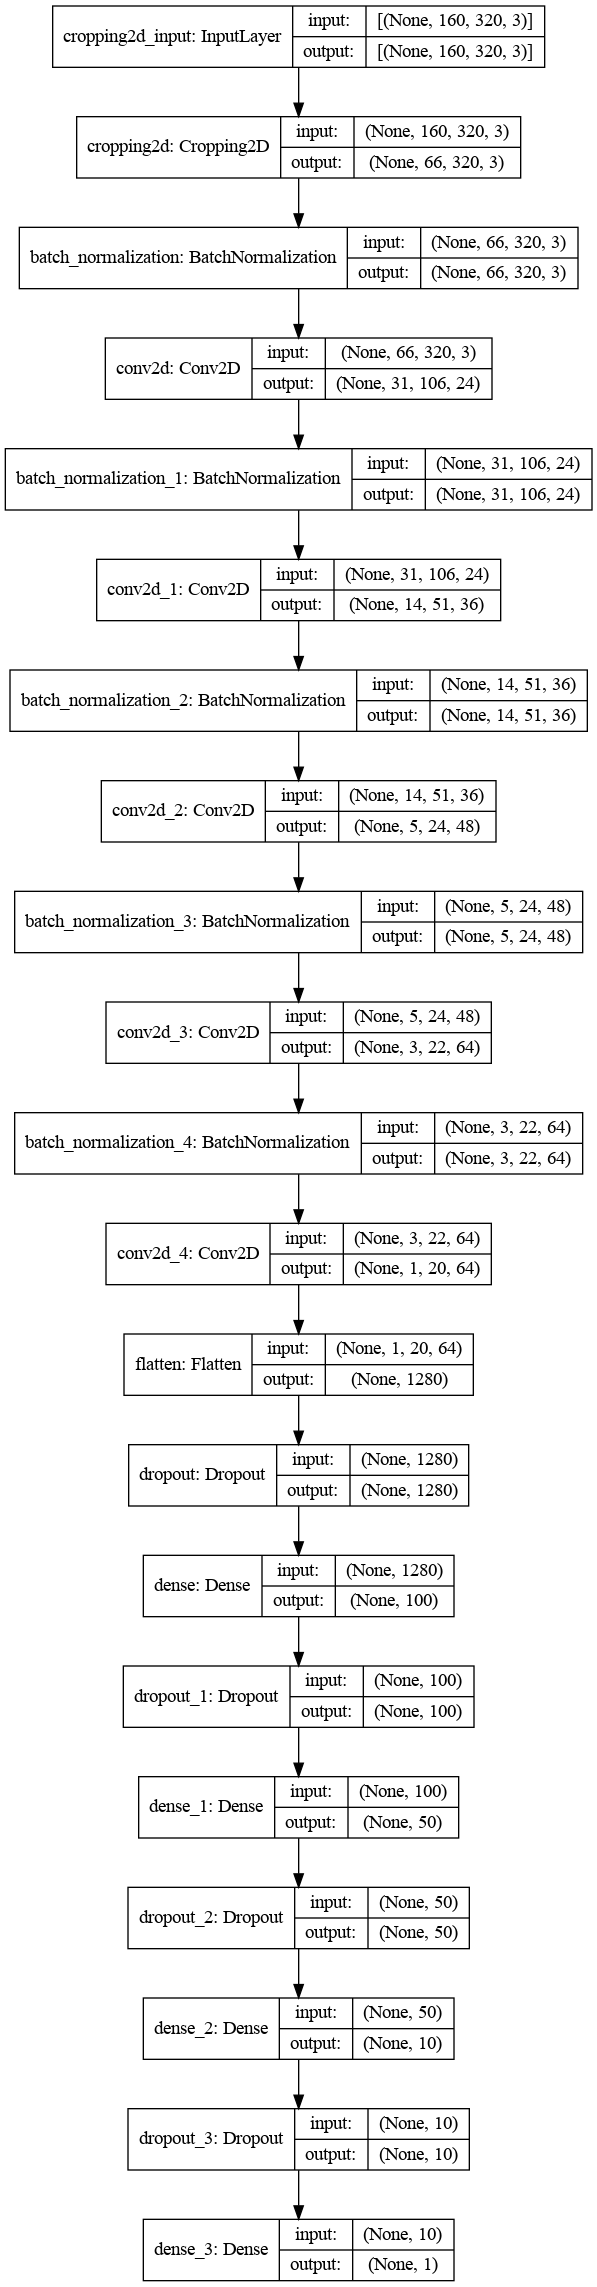 cropping2d_input: InputLayer
input: [(None, 160, 320, 3)]
output: [(None, 160, 320, 3)]
cropping2d: Cropping2D
input: (None, 160, 320, 3)
output: (None, 66, 320, 3)
batch_normalization: BatchNormalization
input: (None, 66, 320, 3)
output: (None, 66, 320, 3)
conv2d: Conv2D
input: (None, 66, 320, 3)
output: (None, 31, 106, 24)
batch_normalization_1: BatchNormalization
input: (None, 31, 106, 24)
output: (None, 31, 106, 24)
conv2d_1: Conv2D
input: (None, 31, 106, 24)
output: (None, 14, 51, 36)
batch_normalization_2: BatchNormalization
input: (None, 14, 51, 36)
output: (None, 14, 51, 36)
conv2d_2: Conv2D
input: (None, 14, 51, 36)
output: (None, 5, 24, 48)
batch_normalization_3: BatchNormalization
input: (None, 5, 24, 48)
output: (None, 5, 24, 48)
conv2d_3: Conv2D
input: (None, 5, 24, 48)
output: (None, 3, 22, 64)
batch_normalization_4: BatchNormalization
input: (None, 3, 22, 64)
output: (None, 3, 22, 64)
conv2d_4: Conv2D
input: (None, 3, 22, 64)
output: (None, 1, 20, 64)
flatten: Flatten
input: (None, 1, 20, 64)
output: (None, 1280)
dropout: Dropout
input: (None, 1280)
output: (None, 1280)
dense: Dense
input: (None, 1280)
output: (None, 100)
dropout_1: Dropout
input: (None, 100)
output: (None, 100)
dense_1: Dense
input: (None, 100)
output: (None, 50)
dropout_2: Dropout
input: (None, 50)
output: (None, 50)
dense_2: Dense
input: (None, 50)
output: (None, 10)
dropout_3: Dropout
input: (None, 10)
output: (None, 10)
dense_3: Dense
input: (None, 10)
output: (None, 1)